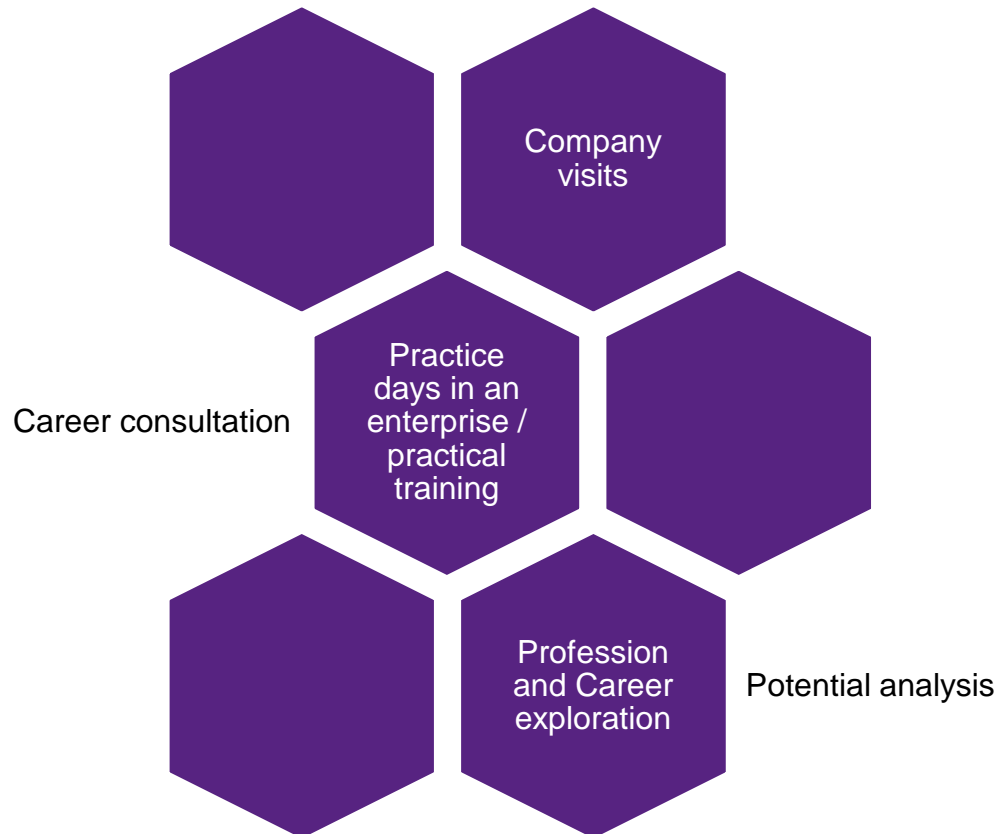 Company
visits
Practice
days in an
enterprise /
practical
training
Career consultation
Profession
and Career
exploration
Potential analysis